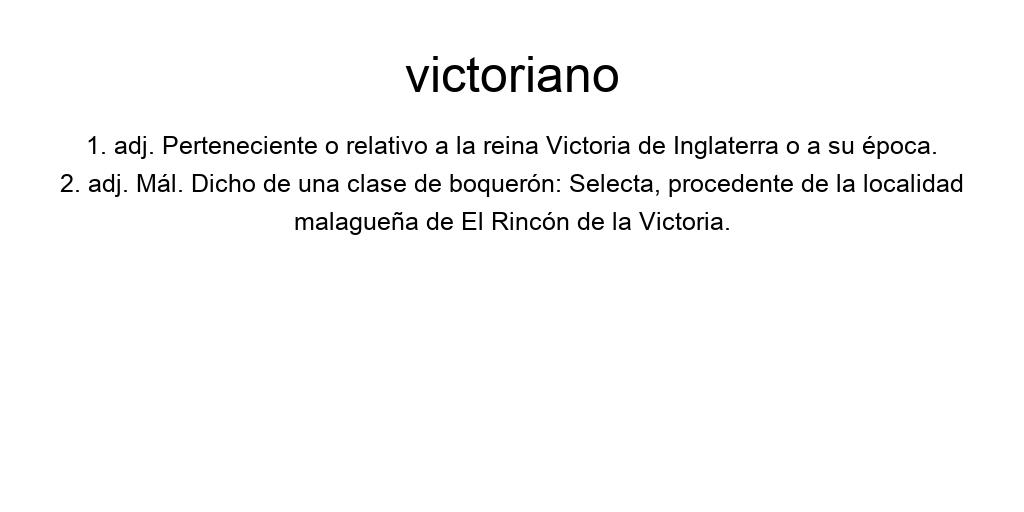 victoriano
1. adj. Perteneciente o relativo a la reina Victoria de Inglaterra o a su época.
2. adj. Mál. Dicho de una clase de boquerón: Selecta, procedente de la localidad
malagueña de El Rincón de la Victoria.